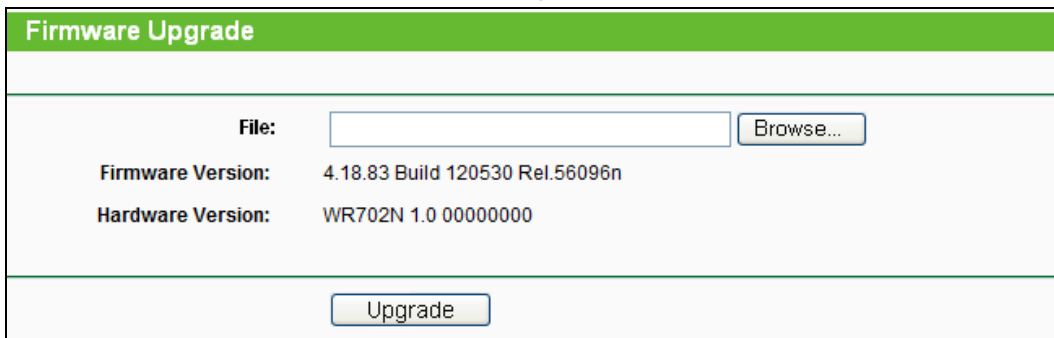 Firmware Upgrade
File: Browse...
Firmware Version: 4.18.83 Build 120530 Rel.56096n
Hardware Version: WR702N 1.0 00000000
Upgrade